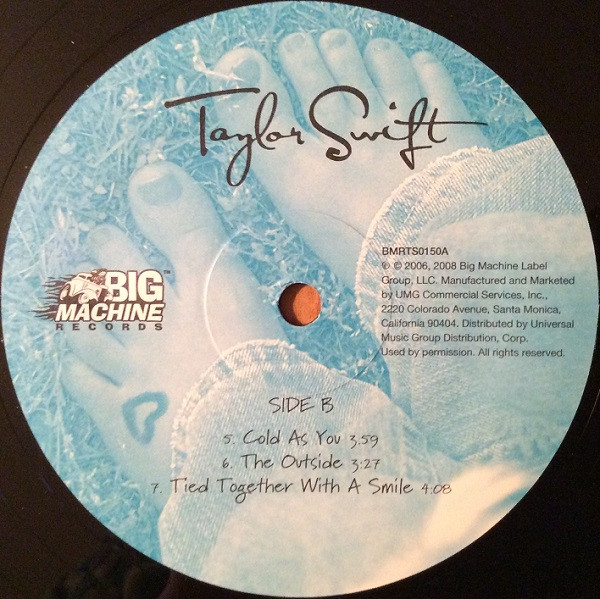 Taylor Swift
BIG™
MACHINE
RECORDS
BMRTS0150A
℗ © 2006, 2008 Big Machine Label
Group, LLC. Manufactured and Marketed
by UMG Commercial Services, Inc.,
2220 Colorado Avenue, Santa Monica,
California 90404. Distributed by Universal
Music Group Distribution, Corp.
Used by permission. All rights reserved.
SIDE B
5. Cold As You 3:59
6. The Outside 3:27
7. Tied Together With A Smile 4:08